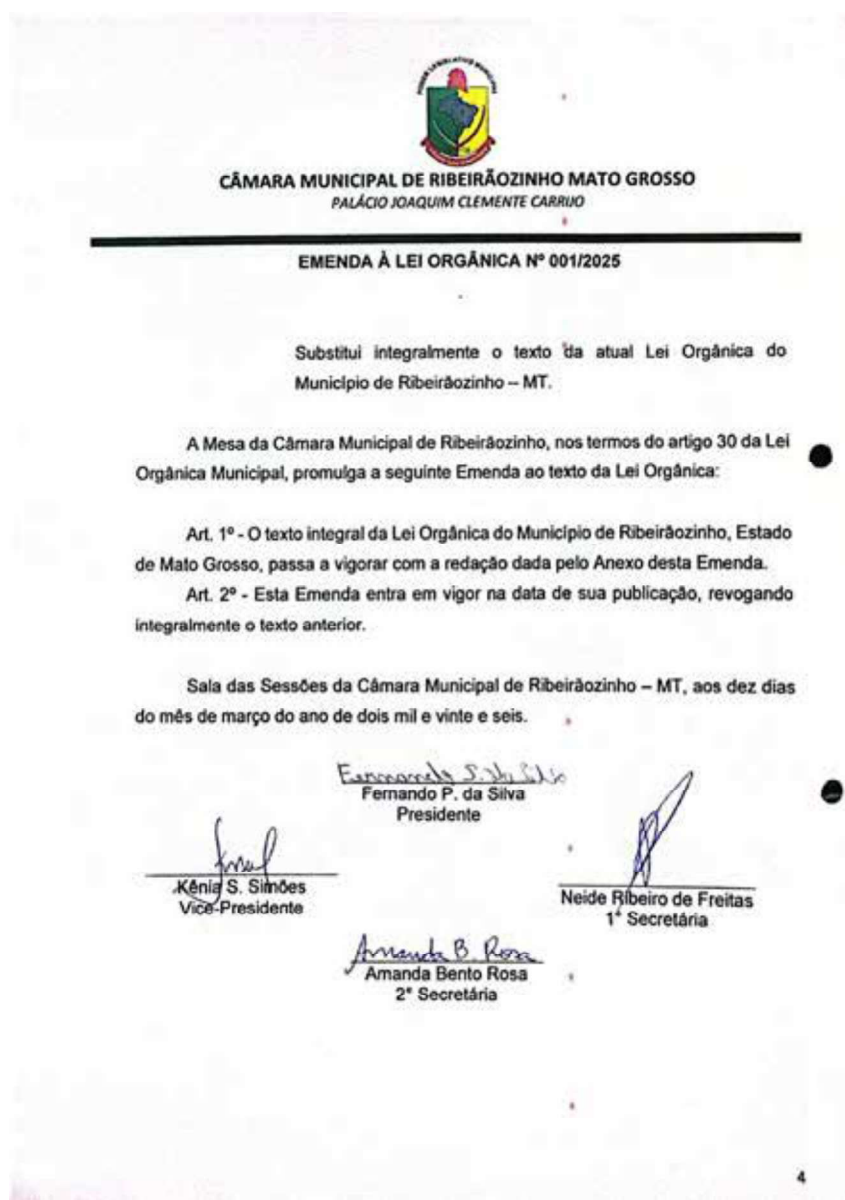 PODER LEGISLATIVO MUNICIPAL
CÂMARA MUNICIPAL DE RIBEIRÃOZINHO MATO GROSSO
PALÁCIO JOAQUIM CLEMENTE CARRIJO
EMENDA À LEI ORGÂNICA Nº 001/2025
Substitui integralmente o texto da atual Lei Orgânica do
Município de Ribeirãozinho – MT.
A Mesa da Câmara Municipal de Ribeirãozinho, nos termos do artigo 30 da Lei
Orgânica Municipal, promulga a seguinte Emenda ao texto da Lei Orgânica:
Art. 1º - O texto integral da Lei Orgânica do Município de Ribeirãozinho, Estado
de Mato Grosso, passa a vigorar com a redação dada pelo Anexo desta Emenda.
Art. 2º - Esta Emenda entra em vigor na data de sua publicação, revogando
integralmente o texto anterior.
Sala das Sessões da Câmara Municipal de Ribeirãozinho – MT, aos dez dias
do mês de março do ano de dois mil e vinte e seis.
Fernando P. da Silva
Presidente
Kênia S. Simões
Vice-Presidente
Neide Ribeiro de Freitas
1ª Secretária
Amanda B. Rosa
Amanda Bento Rosa
2ª Secretária
4